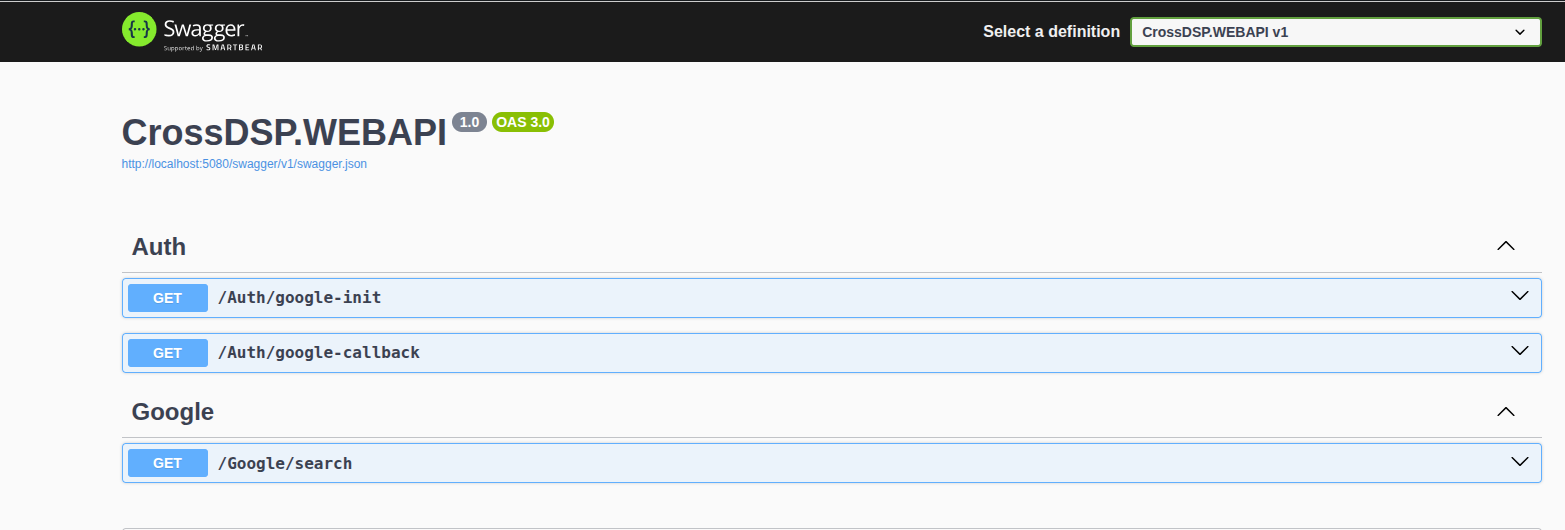 {···} Swagger.
Supported by SMARTBEAR
Select a definition
CrossDSP.WEBAPI v1
CrossDSP.WEBAPI 1.0 OAS 3.0
http://localhost:5080/swagger/v1/swagger.json
Auth
GET /Auth/google-init
GET /Auth/google-callback
Google
GET /Google/search